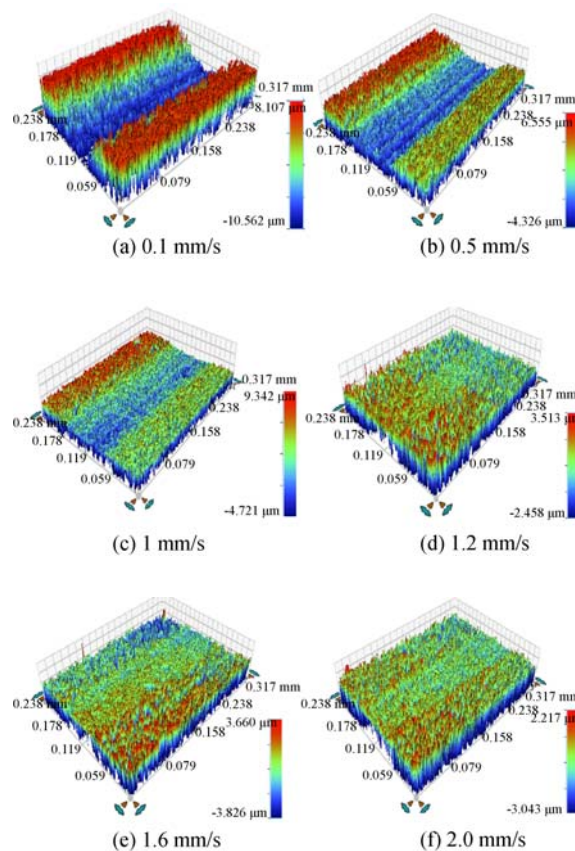 0.317 mm
8.107 μm
0.238 mm
0.238
0.178
0.158
0.119
0.079
0.059
-10.562 μm
(a) 0.1 mm/s
0.317 mm
6.555 μm
0.238 mm
0.238
0.178
0.158
0.119
0.079
0.059
-4.326 μm
(b) 0.5 mm/s
0.317 mm
9.342 μm
0.238 mm
0.238
0.178
0.158
0.119
0.079
0.059
-4.721 μm
(c) 1 mm/s
0.317 mm
0.238
3.513 μm
0.238 mm
0.178
0.158
0.119
0.079
0.059
-2.458 μm
(d) 1.2 mm/s
0.317 mm
0.238 mm
0.238
3.660 μm
0.178
0.158
0.119
0.079
0.059
-3.826 μm
(e) 1.6 mm/s
0.317 mm
0.238 mm
0.238
2.217 μm
0.178
0.158
0.119
0.079
0.059
-3.043 μm
(f) 2.0 mm/s